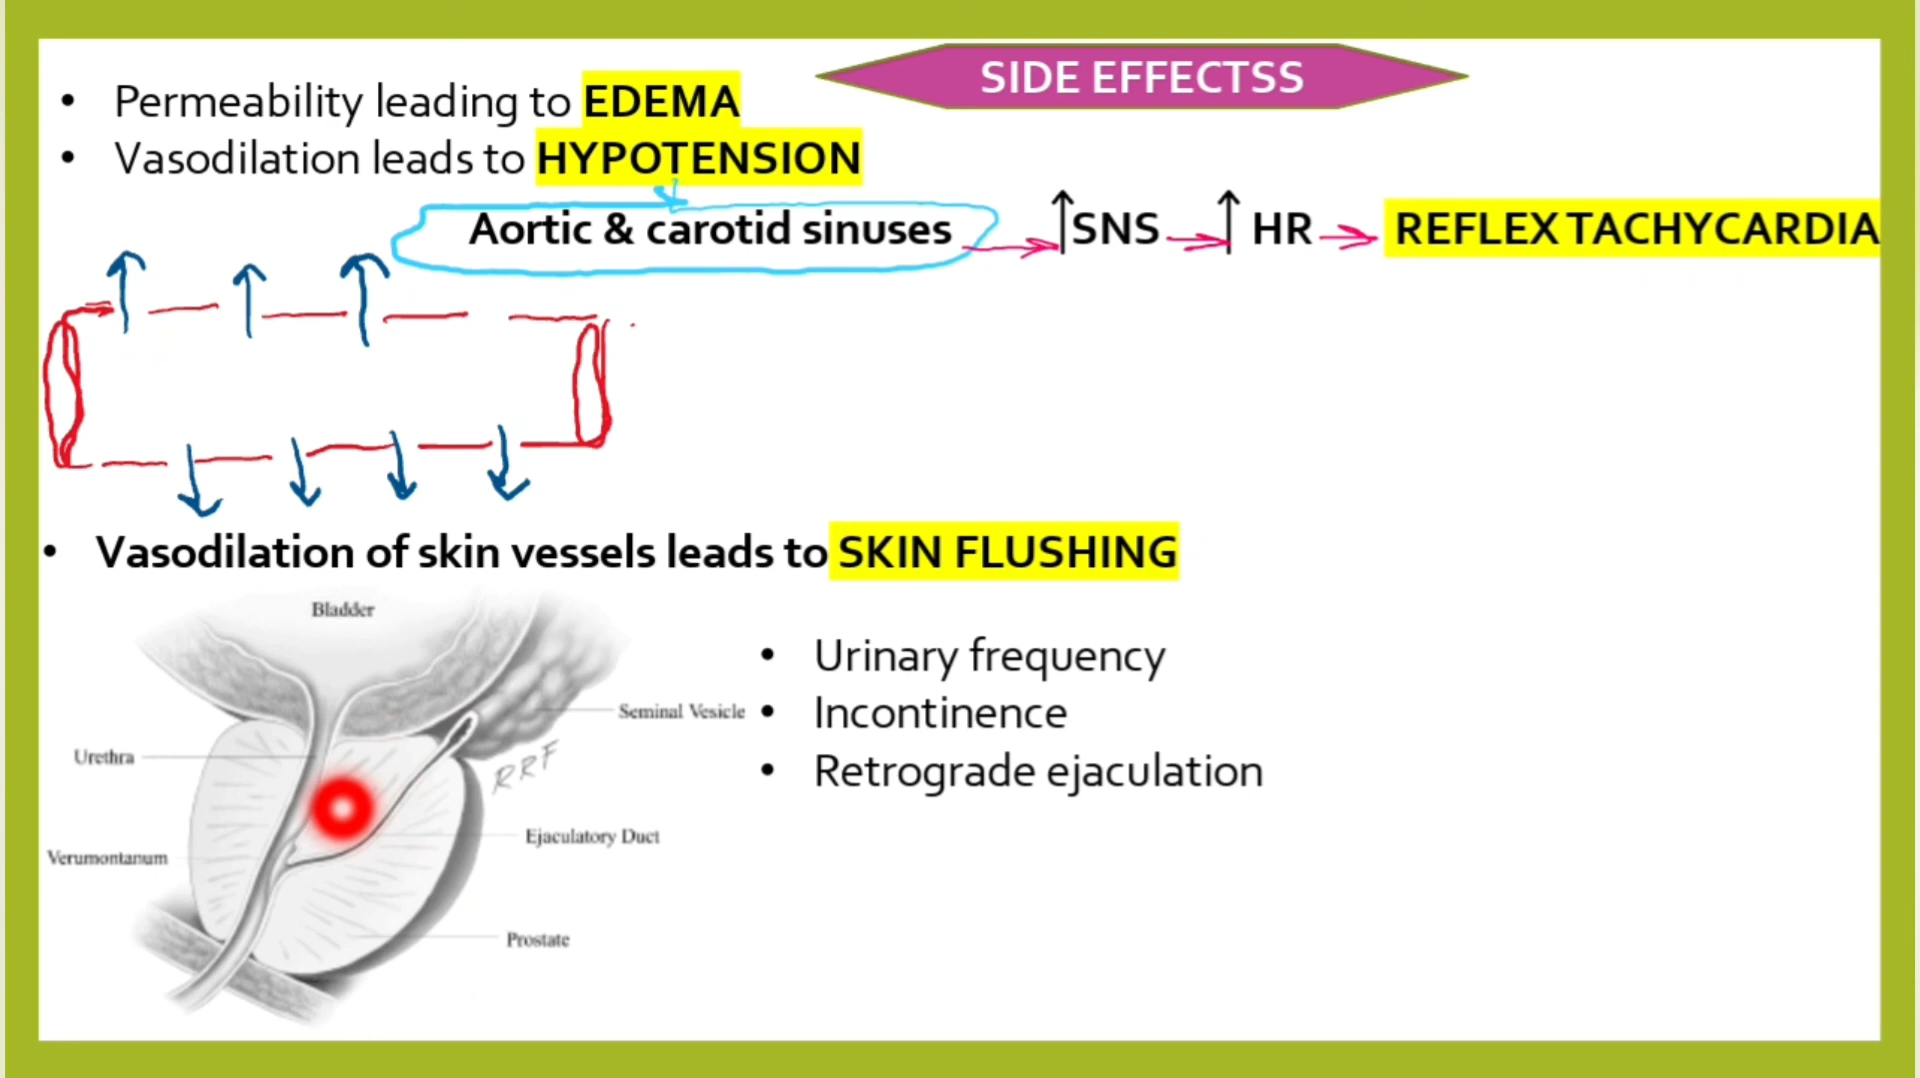 SIDE EFFECTSS
• Permeability leading to EDEMA
• Vasodilation leads to HYPOTENSION
Aortic & carotid sinuses ↑SNS ↑ HR REFLEX TACHYCARDIA
• Vasodilation of skin vessels leads to SKIN FLUSHING
Bladder
• Urinary frequency
Seminal Vesicle
• Incontinence
Urethra
RRF
• Retrograde ejaculation
Ejaculatory Duct
Verumontanum
Prostate